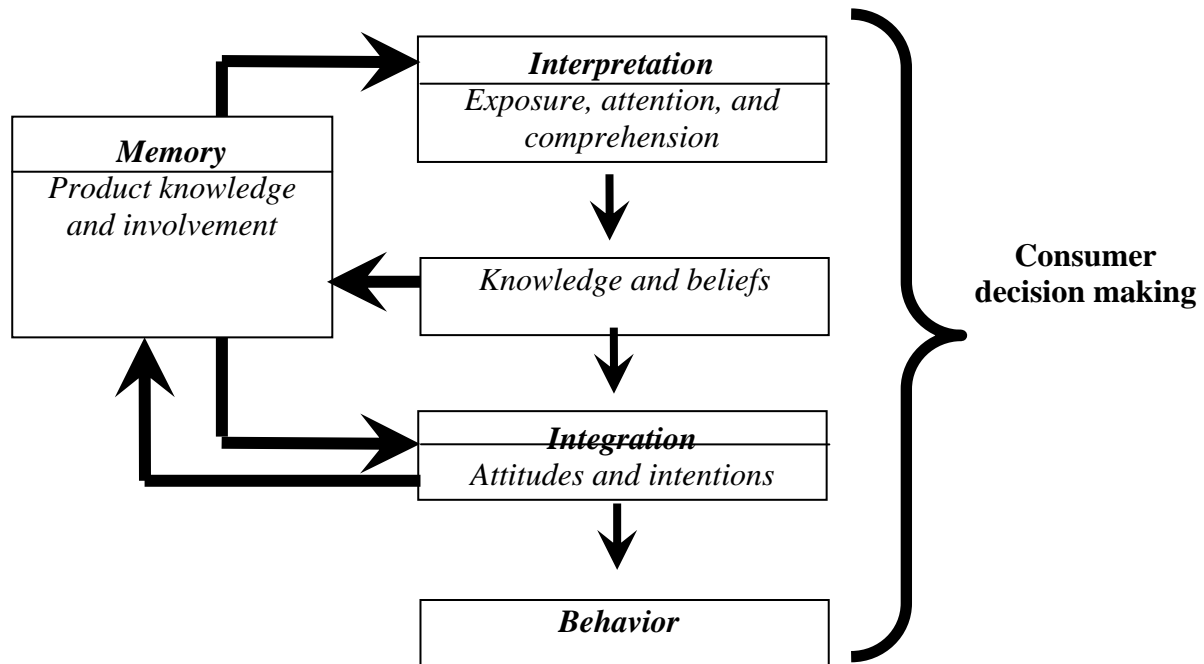 Interpretation
Exposure, attention, and
comprehension
Memory
Product knowledge
and involvement
Knowledge and beliefs
Consumer
decision making
Integration
Attitudes and intentions
Behavior